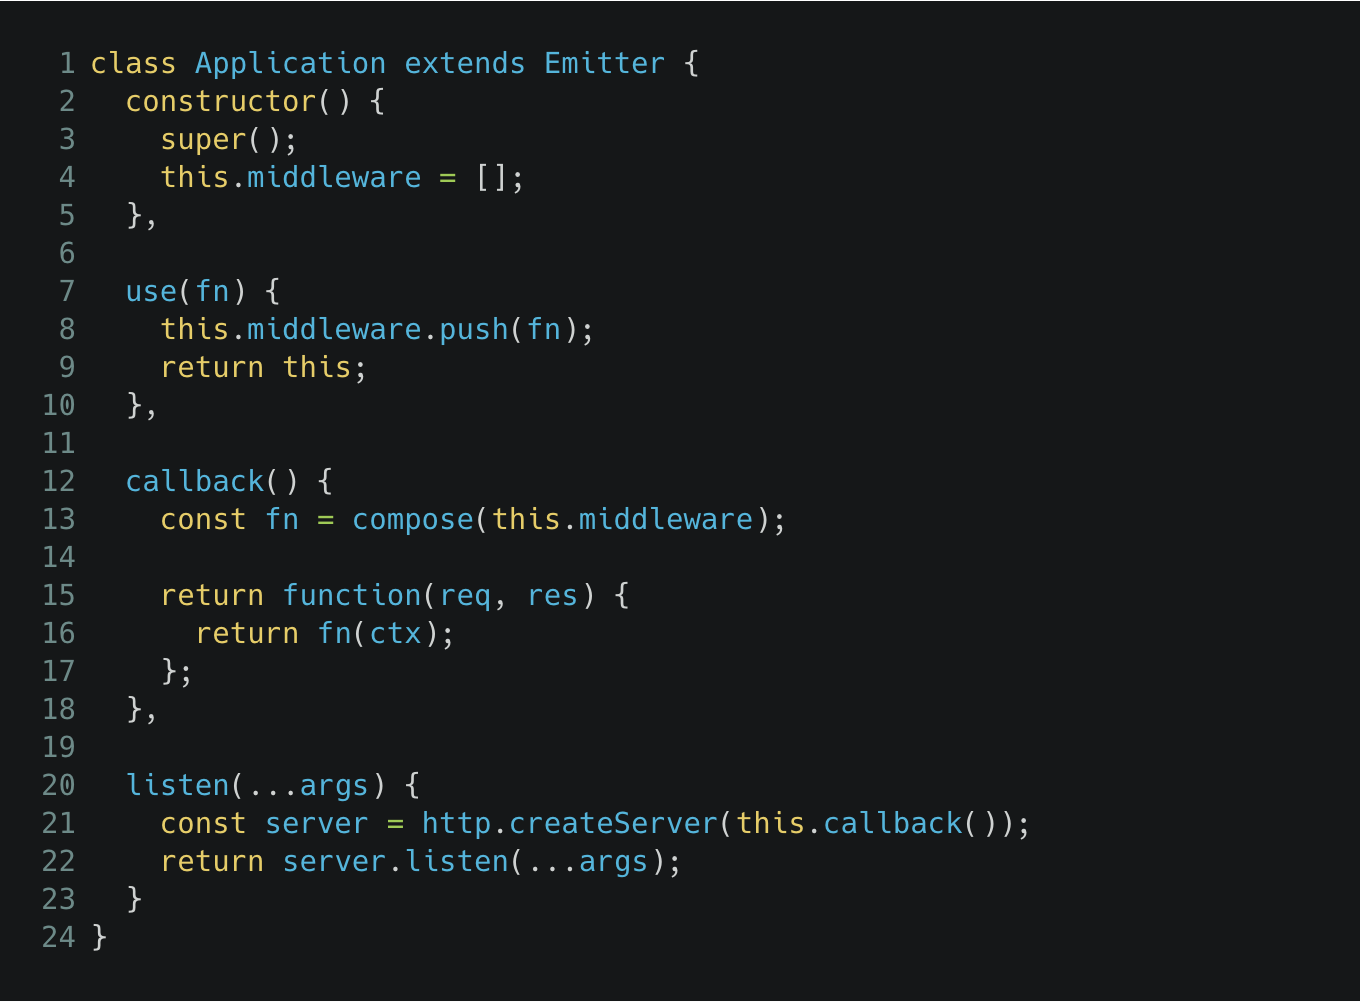 1 class Application extends Emitter {
2   constructor() {
3     super();
4     this.middleware = [];
5   },
6
7   use(fn) {
8     this.middleware.push(fn);
9     return this;
10   },
11
12   callback() {
13     const fn = compose(this.middleware);
14
15     return function(req, res) {
16       return fn(ctx);
17     };
18   },
19
20   listen(...args) {
21     const server = http.createServer(this.callback());
22     return server.listen(...args);
23   }
24 }